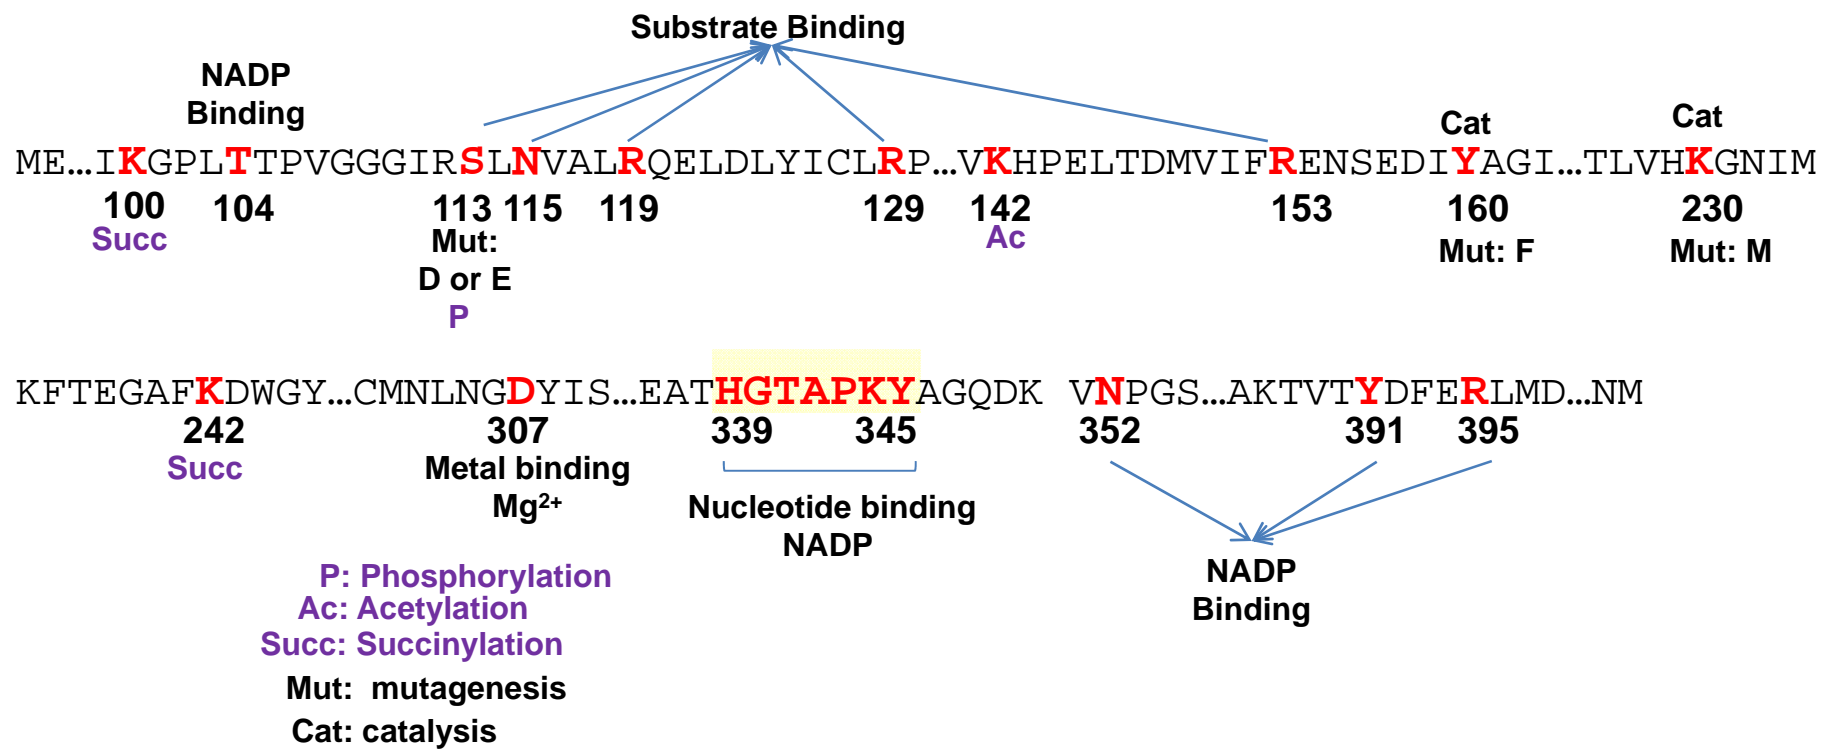 Substrate Binding
NADP
Binding
Cat
Cat
ME...IKGPLTTPVGGGIRSLNVALRQELDLYICLRP...VKHPELTDMVIFRENSEDIYAGI...TLVHKGNIM
100 104 113 115 119 129 142 153 160 230
Succ Mut: Ac Mut: F Mut: M
D or E
P
KFTEGAFKDWGY...CMNLNGDYIS...EATHGTAPKYAGQDK VNPGS...AKTVTYDFERLMD...NM
242 307 339 345 352 391 395
Succ Metal binding
Mg2+
Nucleotide binding
NADP
NADP
Binding
P: Phosphorylation
Ac: Acetylation
Succ: Succinylation
Mut: mutagenesis
Cat: catalysis